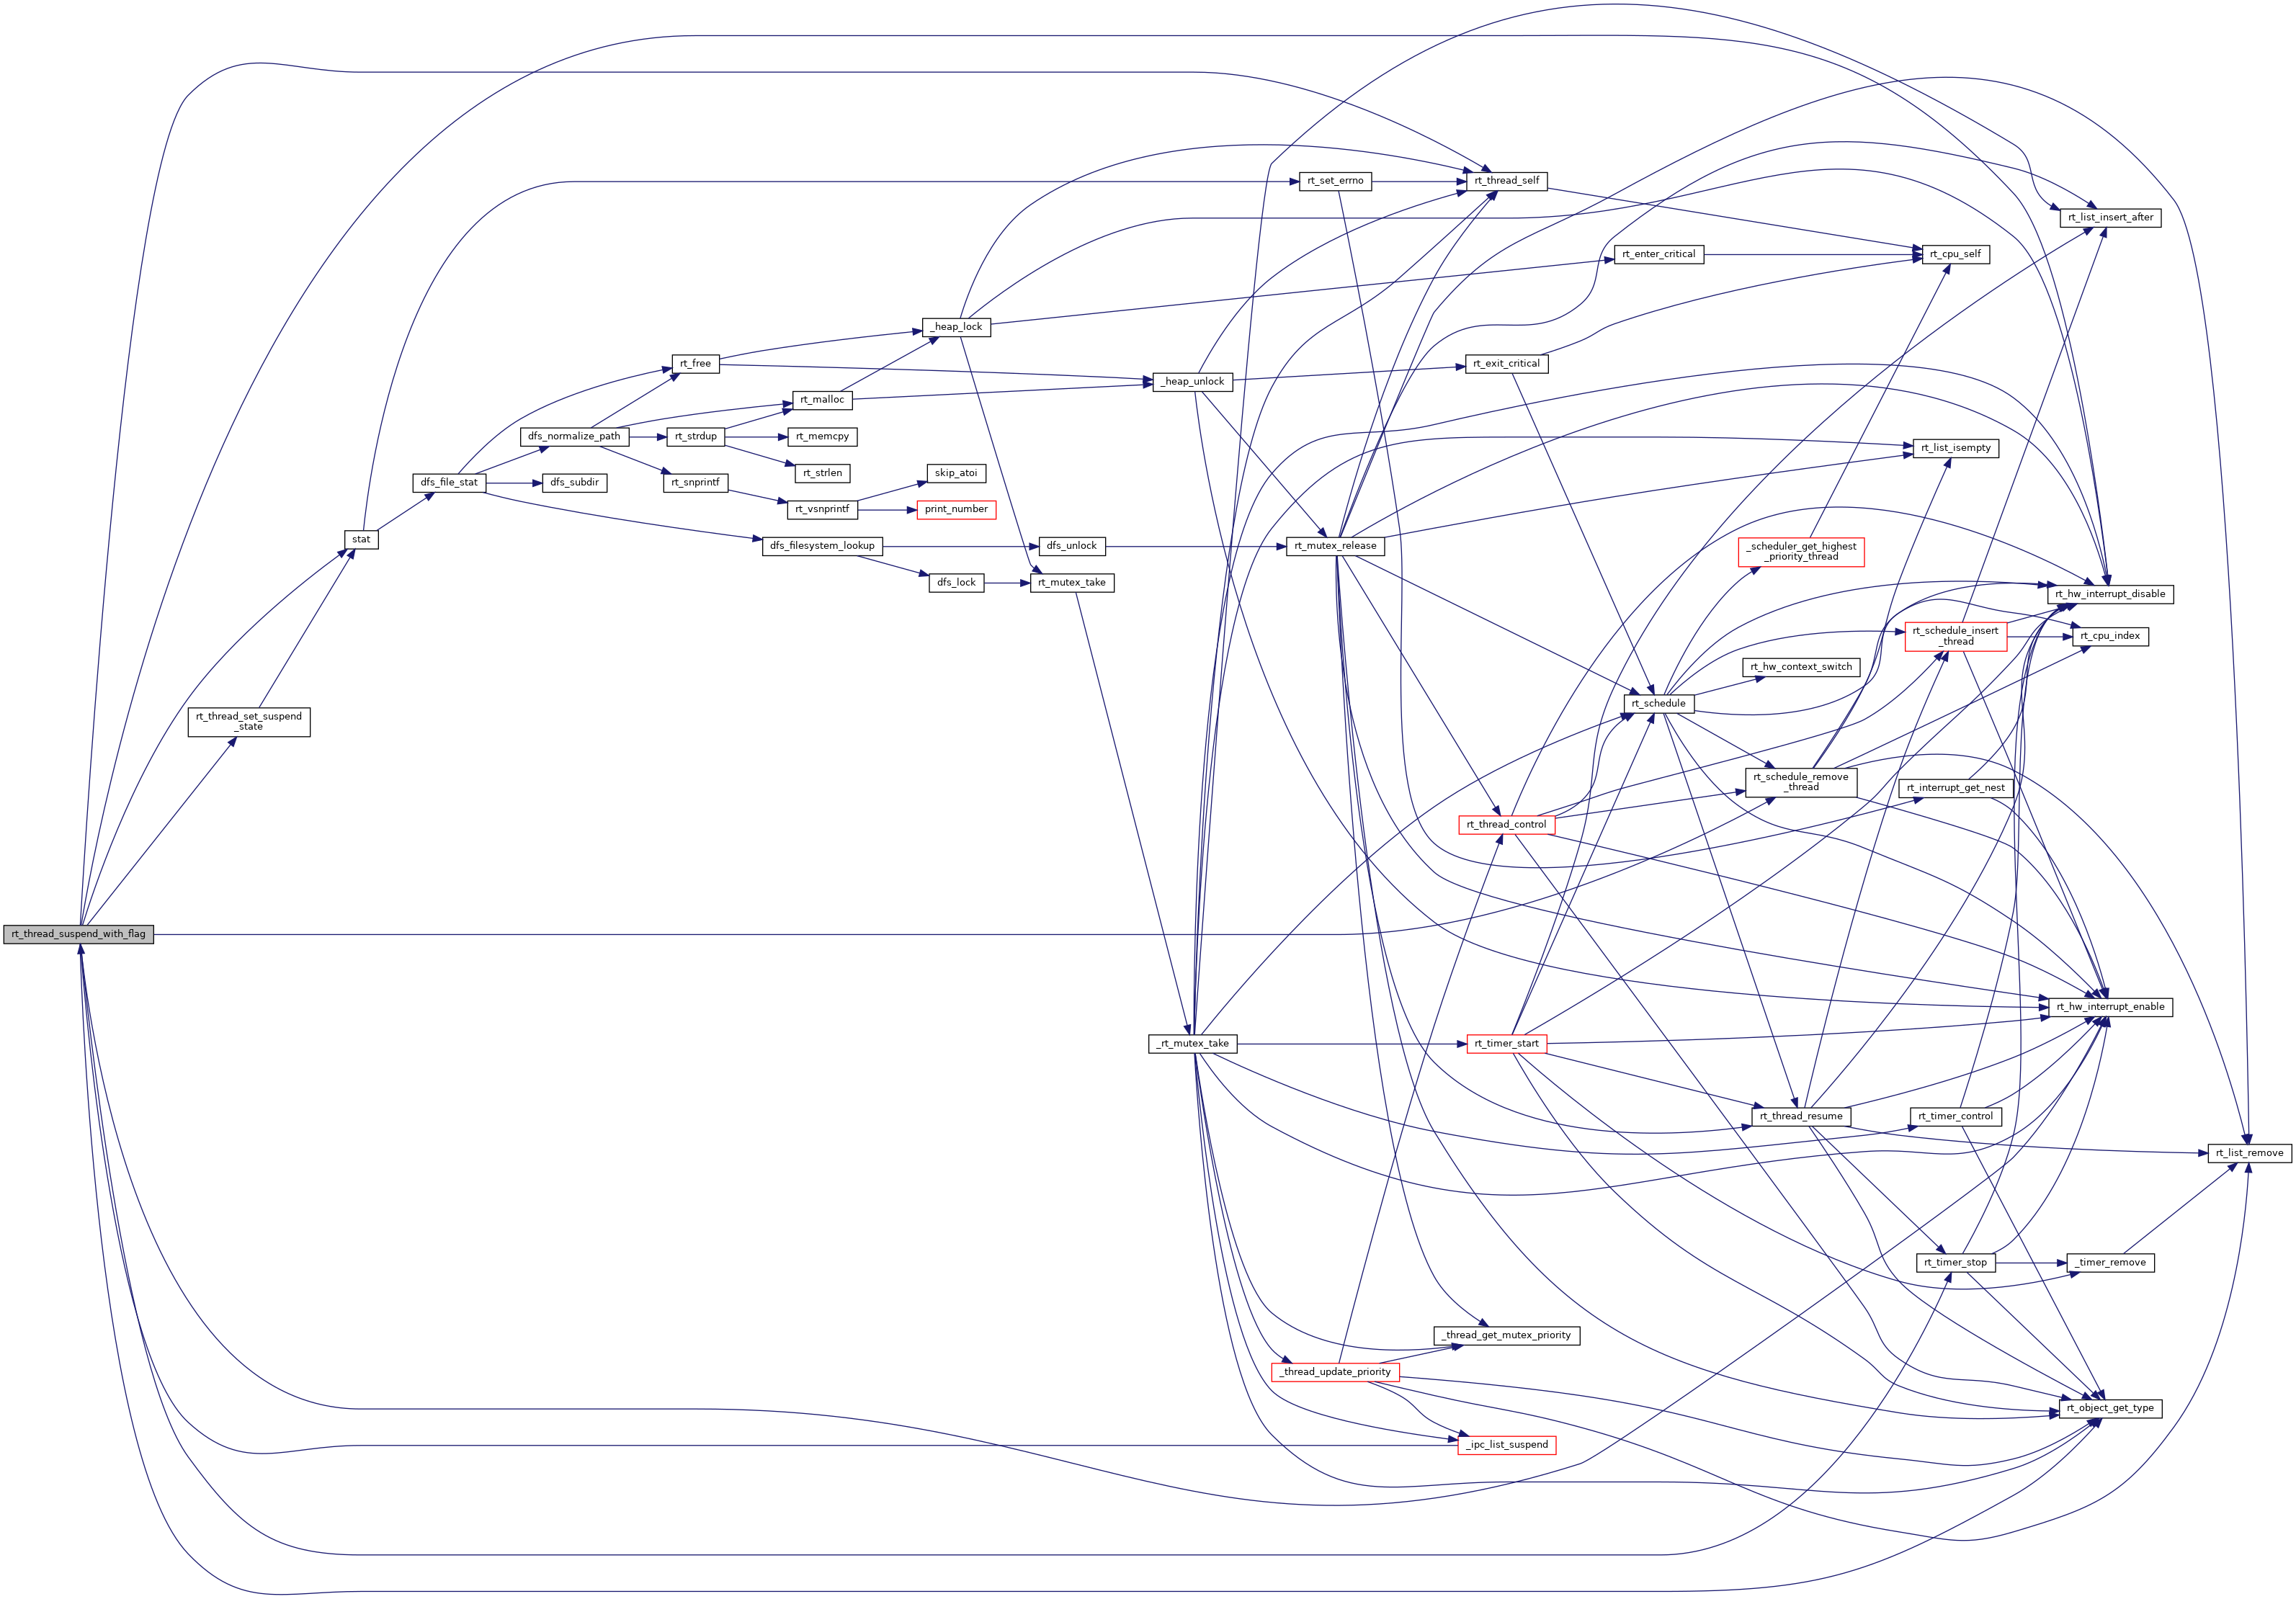 rt_set_errno
rt_thread_self
rt_list_insert_after
rt_enter_critical
rt_cpu_self
_heap_lock
rt_free
rt_exit_critical
_heap_unlock
rt_malloc
dfs_normalize_path
rt_strdup
rt_memcpy
rt_list_isempty
rt_strlen
skip_atoi
dfs_file_stat
dfs_subdir
rt_snprintf
rt_vsnprintf
print_number
stat
dfs_filesystem_lookup
dfs_unlock
rt_mutex_release
_scheduler_get_highest
_priority_thread
dfs_lock
rt_mutex_take
rt_hw_interrupt_disable
rt_schedule_insert
_thread
rt_cpu_index
rt_hw_context_switch
rt_schedule
rt_thread_set_suspend
_state
rt_schedule_remove
_thread
rt_interrupt_get_nest
rt_thread_control
rt_thread_suspend_with_flag
rt_hw_interrupt_enable
_rt_mutex_take
rt_timer_start
rt_thread_resume
rt_timer_control
rt_list_remove
rt_timer_stop
_timer_remove
_thread_get_mutex_priority
_thread_update_priority
rt_object_get_type
_ipc_list_suspend